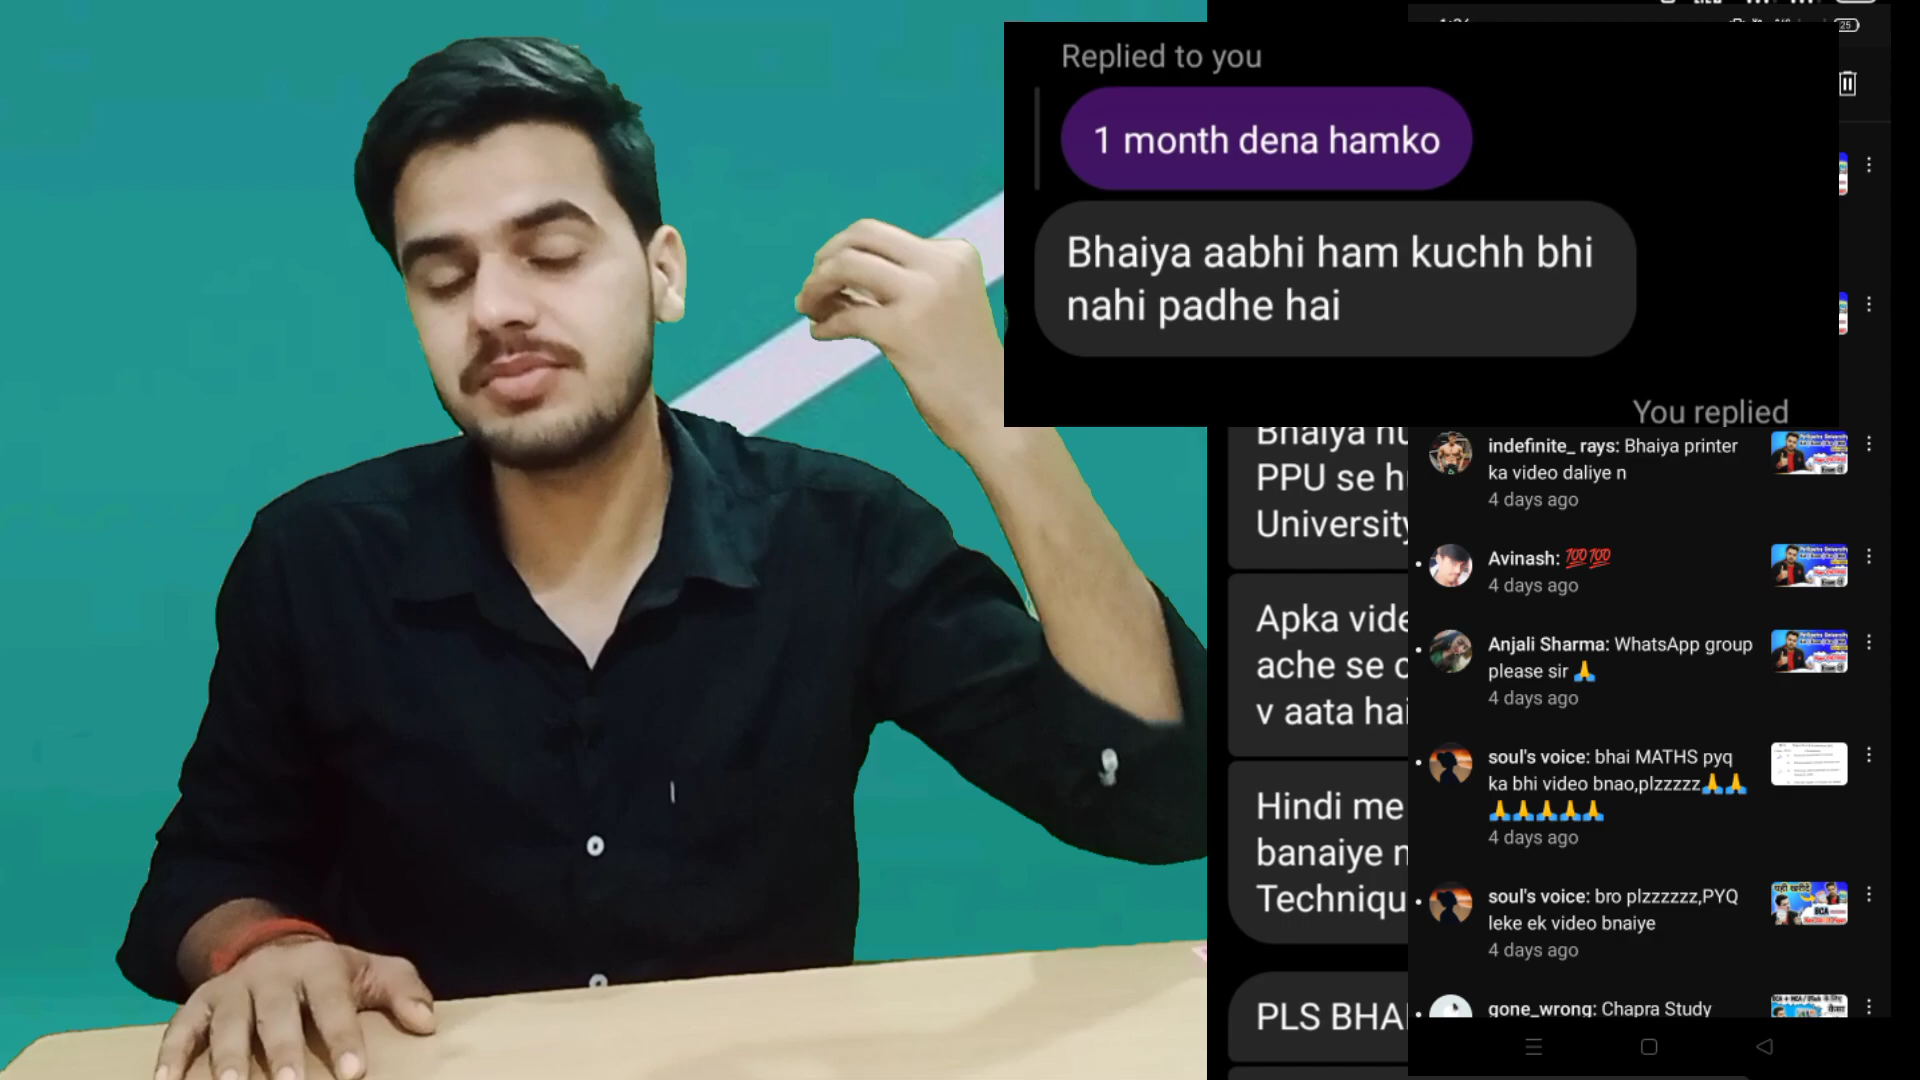 25
Replied to you
1 month dena hamko
Bhaiya aabhi ham kuchh bhi
nahi padhe hai
You replied
PPU se
University
Apka
ache se
v aata hai
Hindi me
banaiye
PLS
indefinite_ rays: Bhaiya printer
ka video daliye n
4 days ago
Avinash: 💯💯
4 days ago
Anjali Sharma: WhatsApp group
please sir 🙏
4 days ago
soul's voice: bhai MATHS pyq
ka bhi video bnao,plzzzzz🙏🙏
🙏🙏🙏🙏🙏
4 days ago
soul's voice: bro plzzzzzz,PYQ
leke ek video bnaiye
4 days ago
BCA
gone_wrong: Chapra Study